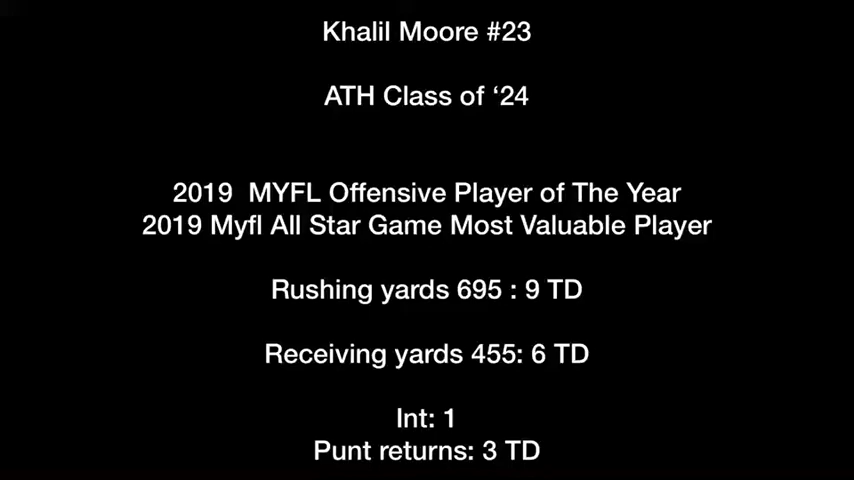 Khalil Moore #23
ATH Class of ‘24
2019  MYFL Offensive Player of The Year
2019 Myfl All Star Game Most Valuable Player
Rushing yards 695 : 9 TD
Receiving yards 455: 6 TD
Int: 1
Punt returns: 3 TD